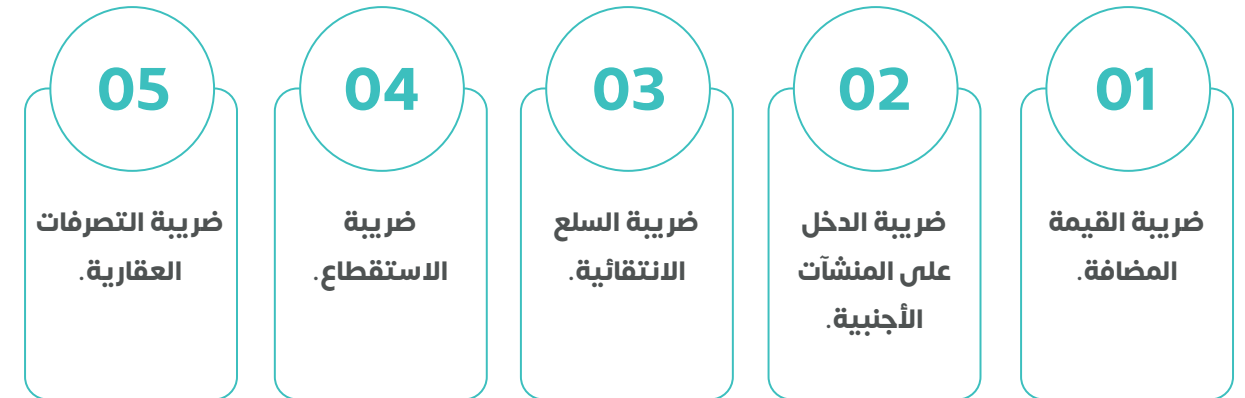 01
ضريبة القيمة
المضافة.
02
ضريبة الدخل
على المنشآت
الأجنبية.
03
ضريبة السلع
الانتقائية.
04
ضريبة
الاستقطاع.
05
ضريبة التصرفات
العقارية.